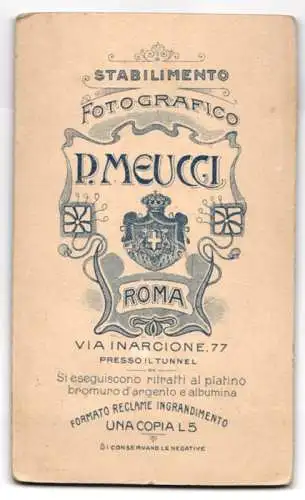 STABILIMENTO
FOTOGRAFICO
P. MEUCCI
ROMA
VIA INARCIONE, 77
PRESSO IL TUNNEL
Si eseguiscono ritratti al platino
bromuro d'argento e albumina
FORMATO RECLAME INGRANDIMENTO
UNA COPIA L 5
SI CONSERVANO LE NEGATIVE